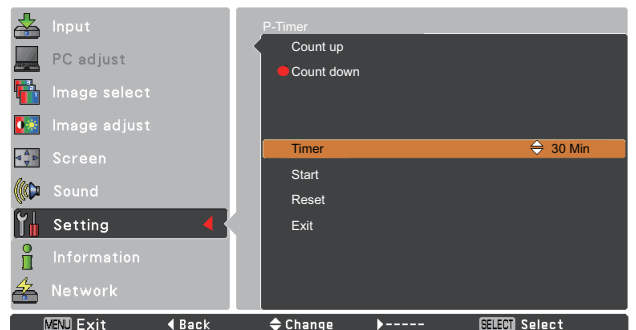 Input
PC adjust
Image select
Image adjust
Screen
Sound
Setting
Information
Network
P-Timer
Count up
Count down
Timer 30 Min
Start
Reset
Exit
MENU Exit Back Change ----- SELECT Select